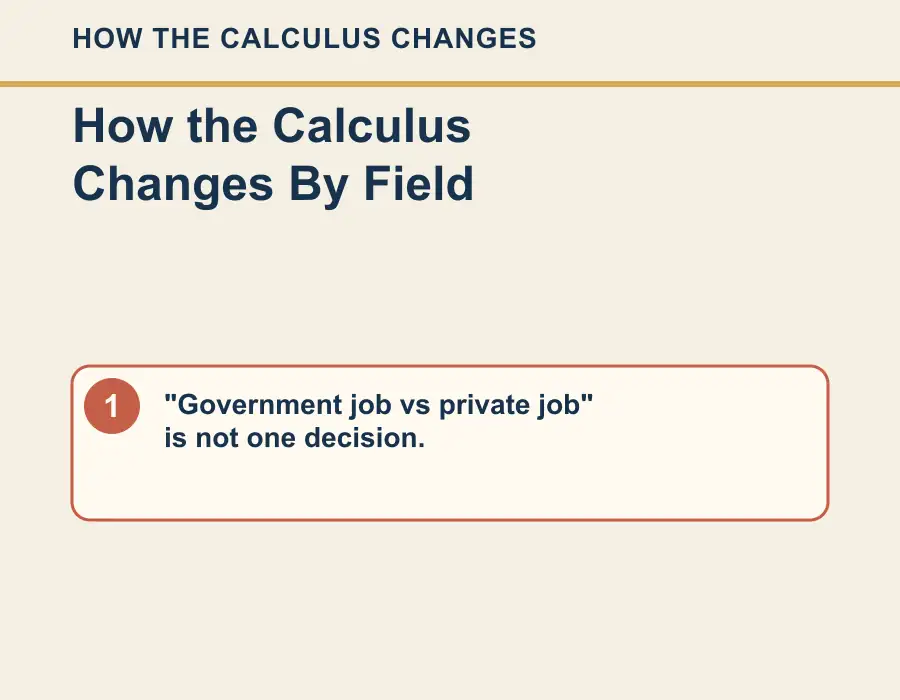 HOW THE CALCULUS CHANGES
How the Calculus
Changes By Field
1
"Government job vs private job"
is not one decision.